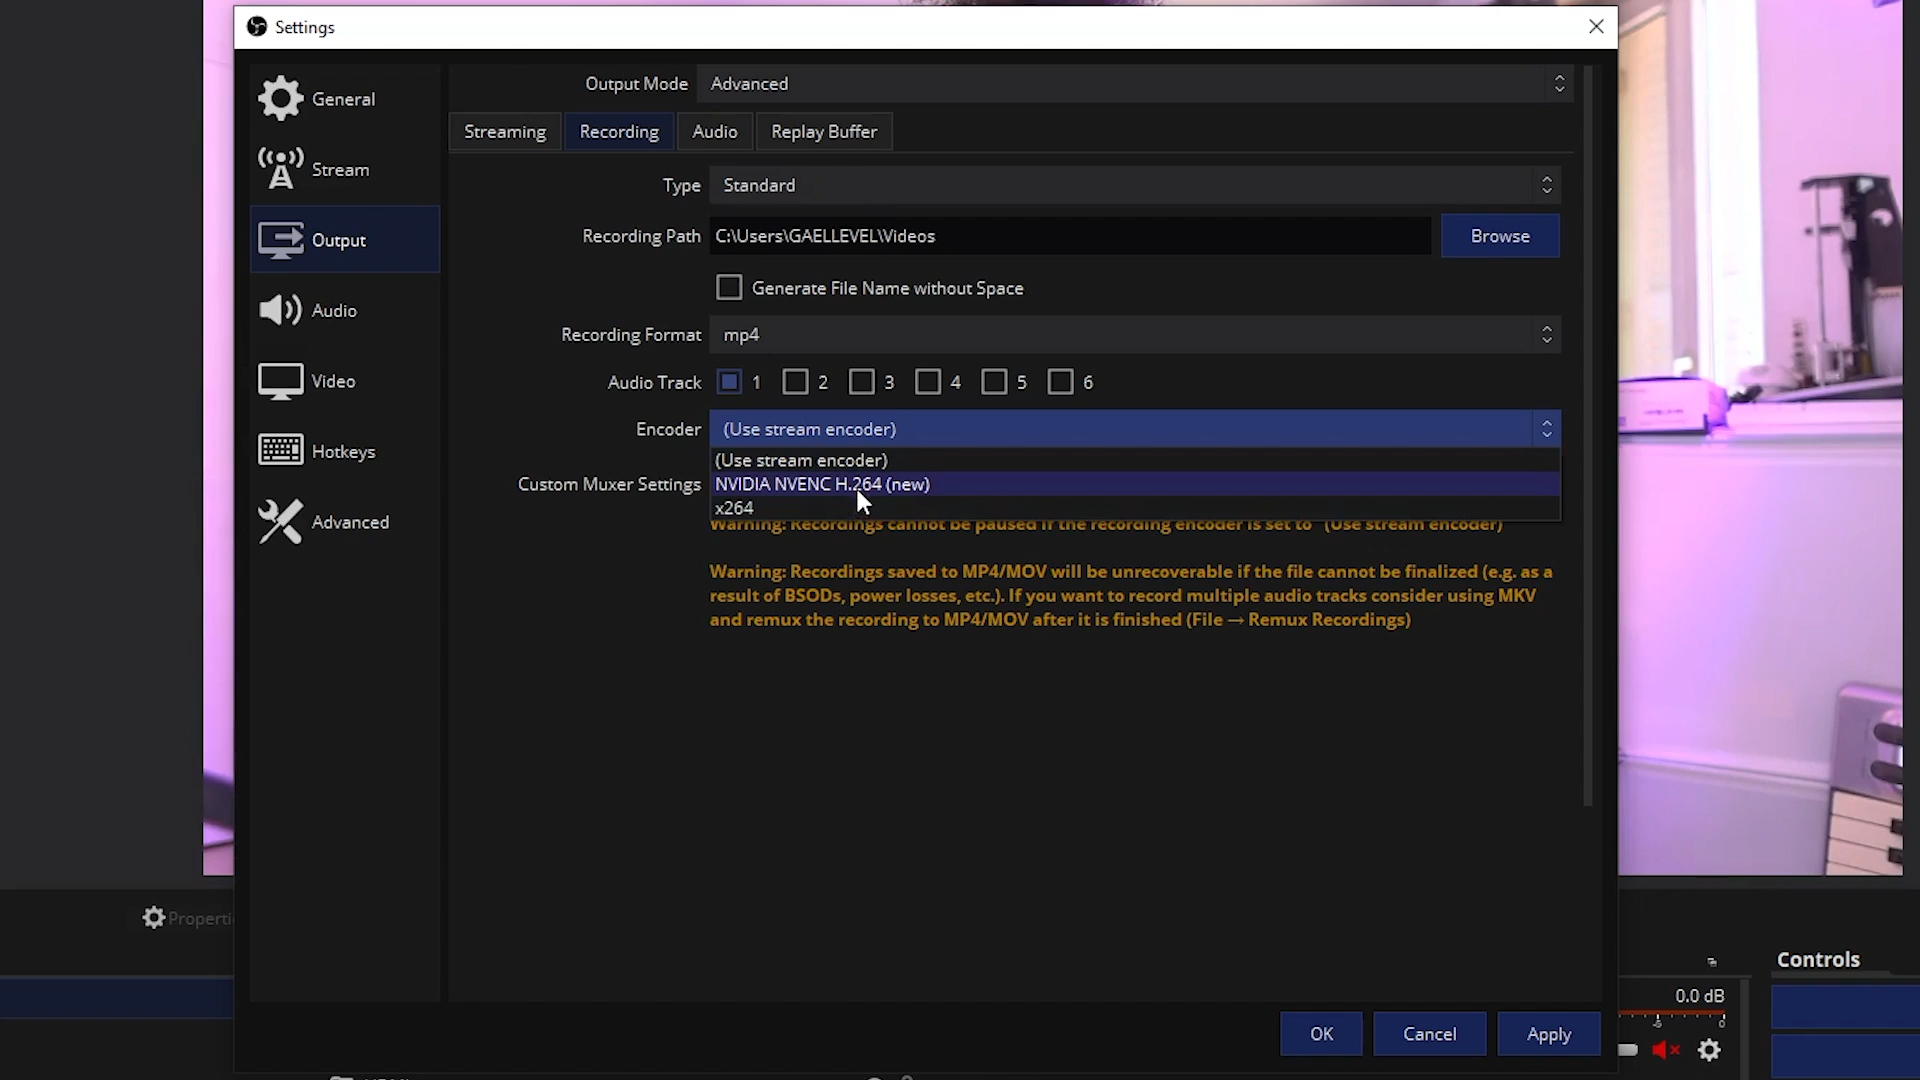 Settings
General
Stream
Output
Audio
Video
Hotkeys
Advanced
Output Mode Advanced
Streaming Recording Audio Replay Buffer
Type Standard
Recording Path C:\Users\GAELLEVEL\Videos Browse
Generate File Name without Space
Recording Format mp4
Audio Track 1 2 3 4 5 6
Encoder (Use stream encoder)
(Use stream encoder)
Custom Muxer Settings NVIDIA NVENC H.264 (new)
x264
Warning: Recordings cannot be paused if the recording encoder is set to "(Use stream encoder)
Warning: Recordings saved to MP4/MOV will be unrecoverable if the file cannot be finalized (e.g. as a
result of BSODs, power losses, etc.). If you want to record multiple audio tracks consider using MKV
and remux the recording to MP4/MOV after it is finished (File → Remux Recordings)
Properti
Controls
0.0 dB
-5 0
OK Cancel Apply